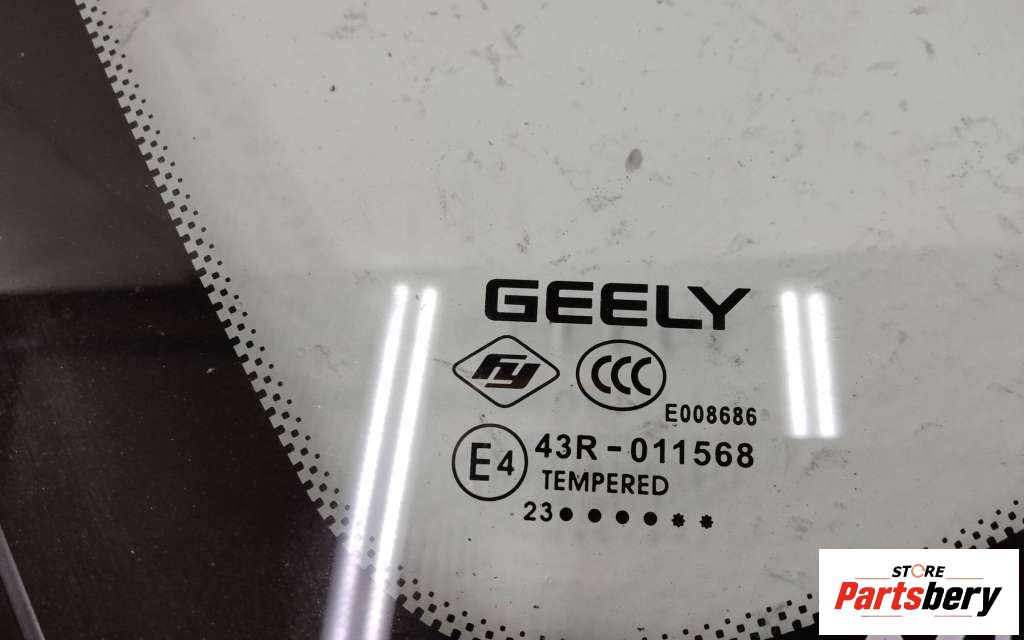 GEELY
fy
CCC
E008686
E4
43R-011568
TEMPERED
23●●●●✸✸
STORE
Partsbery